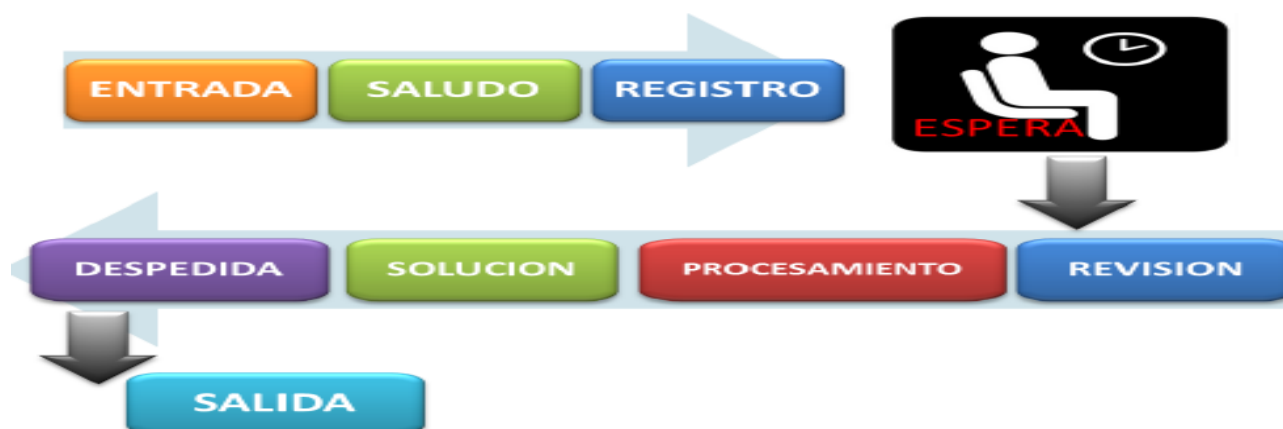 ENTRADA
SALUDO
REGISTRO
ESPERA
REVISION
PROCESAMIENTO
SOLUCION
DESPEDIDA
SALIDA